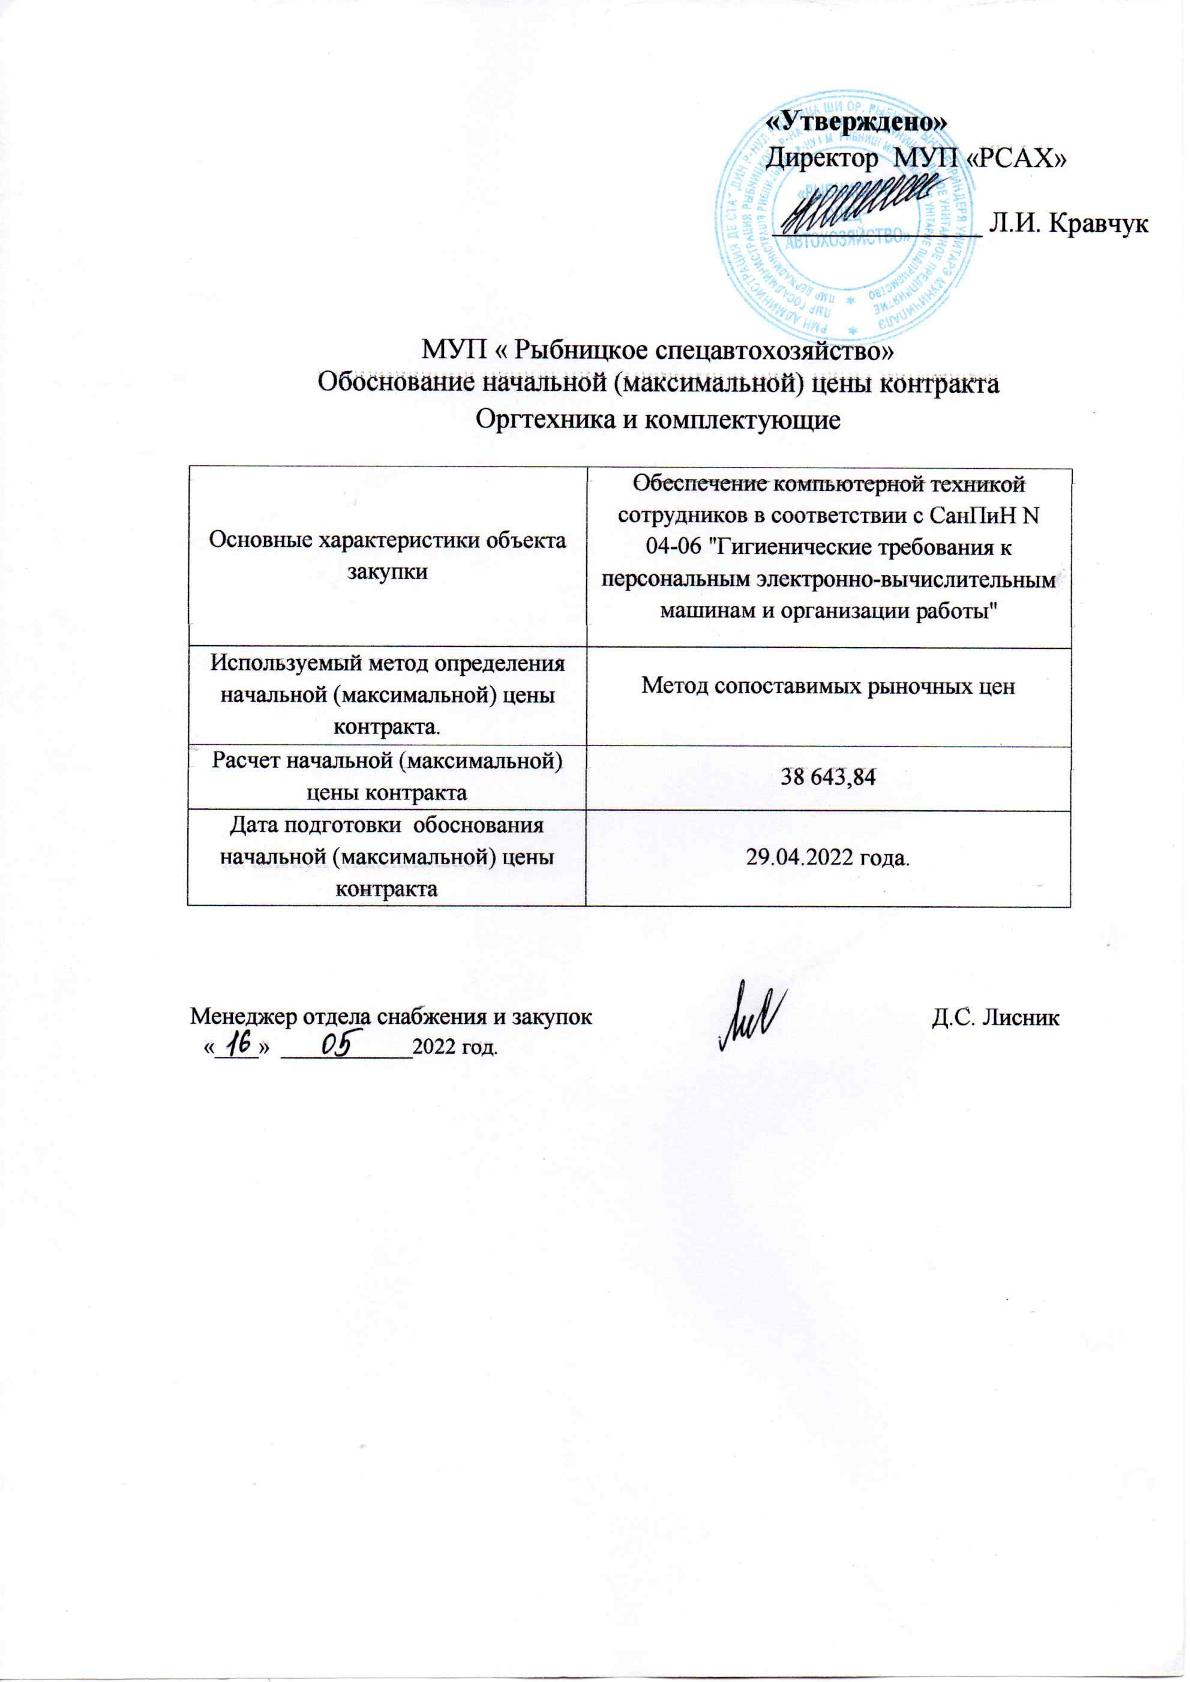 «Утверждено»
Директор МУП «РСАХ»
Л.И. Кравчук
АВТОХОЗЯЙСТВО»
МУП « Рыбницкое спецавтохозяйство»
Обоснование начальной (максимальной) цены контракта
Оргтехника и комплектующие
Основные характеристики объекта
закупки
Обеспечение компьютерной техникой
сотрудников в соответствии с СанПиН N
04-06 "Гигиенические требования к
персональным электронно-вычислительным
машинам и организации работы"
Используемый метод определения
начальной (максимальной) цены
контракта.
Метод сопоставимых рыночных цен
Расчет начальной (максимальной)
цены контракта
38 643,84
Дата подготовки обоснования
начальной (максимальной) цены
контракта
29.04.2022 года.
Менеджер отдела снабжения и закупок
Д.С. Лисник
«16» 05 2022 год.